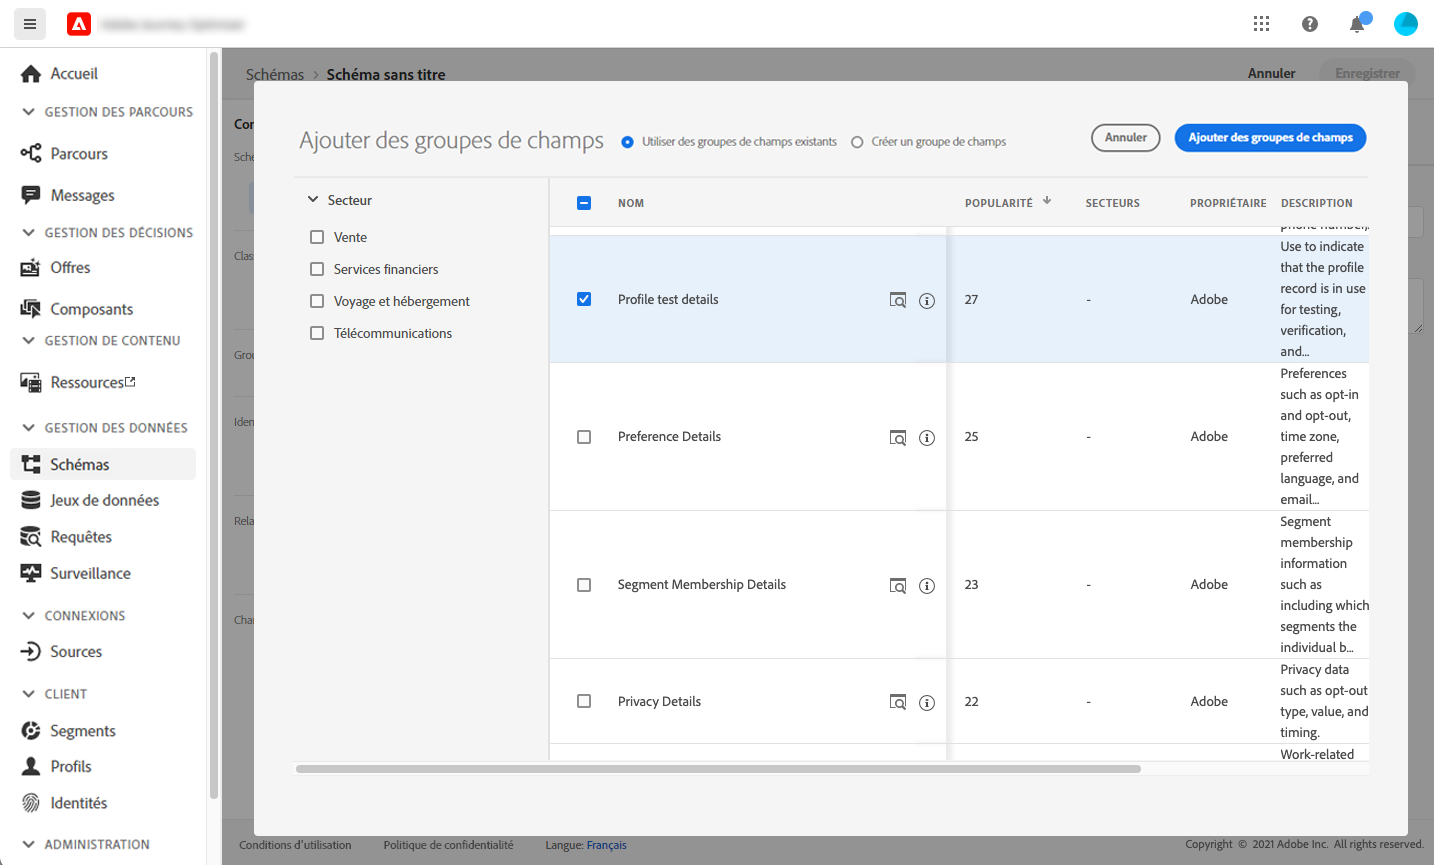 Accueil
GESTION DES PARCOURS
Parcours
Messages
GESTION DES DÉCISIONS
Offres
Composants
GESTION DE CONTENU
Ressources
GESTION DES DONNÉES
Schémas
Jeux de données
Requêtes
Surveillance
CONNEXIONS
Sources
CLIENT
Segments
Profils
Identités
ADMINISTRATION
Schémas > Schéma sans titre
Annuler
Enregistrer
Ajouter des groupes de champs
Utiliser des groupes de champs existants
Créer un groupe de champs
Annuler
Ajouter des groupes de champs
Secteur
Vente
Services financiers
Voyage et hébergement
Télécommunications
NOM
POPULARITÉ
SECTEURS
PROPRIÉTAIRE
DESCRIPTION
phone number,
Profile test details
27
-
Adobe
Use to indicate
that the profile
record is in use
for testing,
verification,
and...
Preference Details
25
-
Adobe
Preferences
such as opt-in
and opt-out,
time zone,
preferred
language, and
email...
Segment Membership Details
23
-
Adobe
Segment
membership
information
such as
including which
segments the
individual b...
Privacy Details
22
-
Adobe
Privacy data
such as opt-out
type, value, and
timing.
Work-related
Conditions d'utilisation
Politique de confidentialité
Langue: Français
Copyright © 2021 Adobe Inc. All rights reserved.